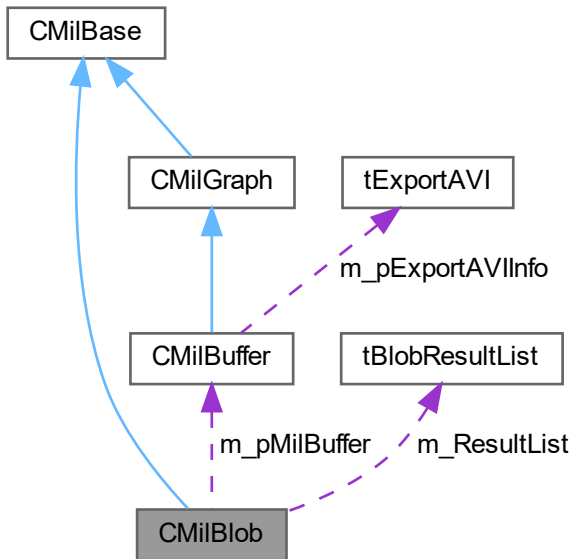 CMilBase
CMilGraph
tExportAVI
m_pExportAVIInfo
CMilBuffer
tBlobResultList
m_pMilBuffer
m_ResultList
CMilBlob